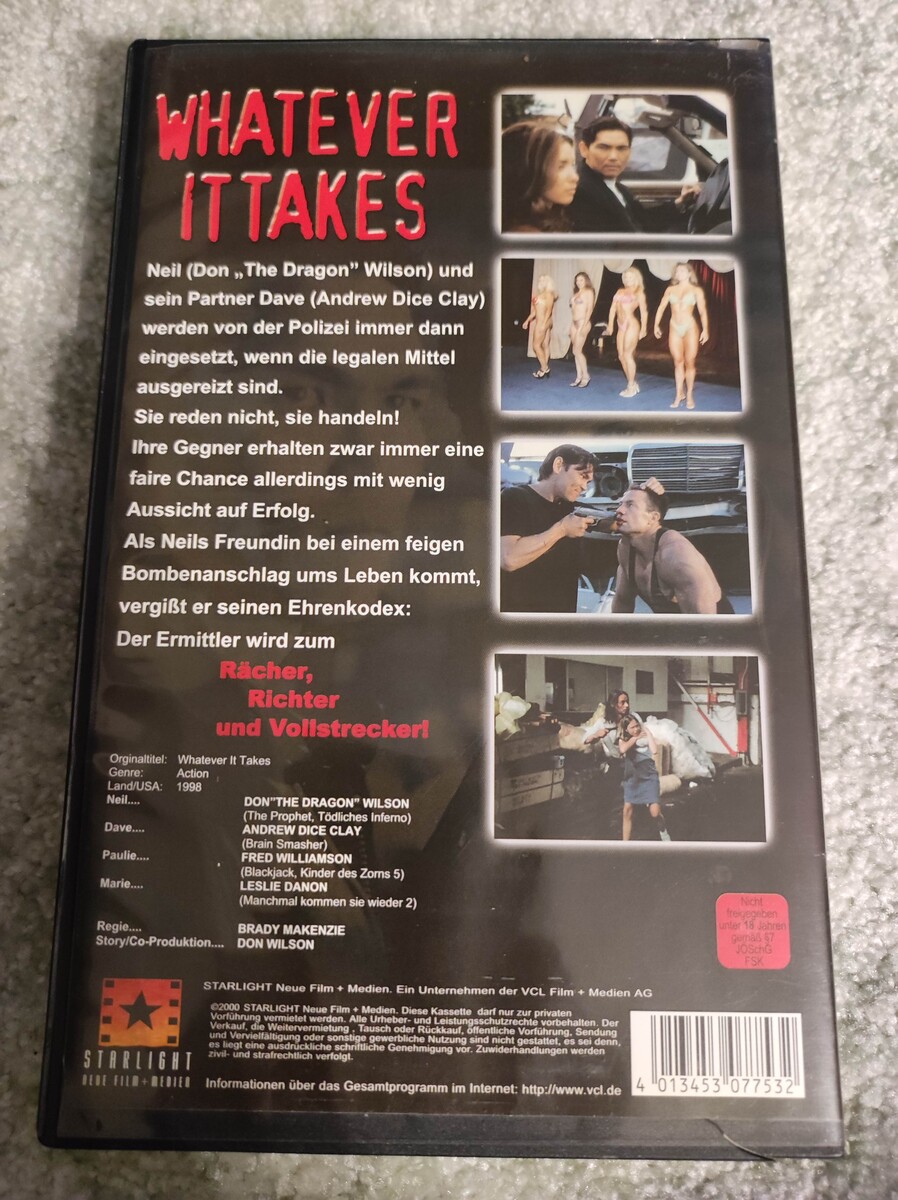 WHATEVER
IT TAKES
Neil (Don „The Dragon” Wilson) und
sein Partner Dave (Andrew Dice Clay)
werden von der Polizei immer dann
eingesetzt, wenn die legalen Mittel
ausgereizt sind.
Sie reden nicht, sie handeln!
Ihre Gegner erhalten zwar immer eine
faire Chance allerdings mit wenig
Aussicht auf Erfolg.
Als Neils Freundin bei einem feigen
Bombenanschlag ums Leben kommt,
vergißt er seinen Ehrenkodex:
Der Ermittler wird zum
Rächer,
Richter
und Vollstrecker!
Orginaltitel: Whatever It Takes
Genre: Action
Land/USA: 1998
Neil.... DON"THE DRAGON" WILSON
(The Prophet, Tödliches Inferno)
Dave.... ANDREW DICE CLAY
(Brain Smasher)
Paulie.... FRED WILLIAMSON
(Blackjack, Kinder des Zorns 5)
Marie.... LESLIE DANON
(Manchmal kommen sie wieder 2)
Regie.... BRADY MAKENZIE
Story/Co-Produktion.... DON WILSON
Nicht
freigegeben
unter 18 Jahren
gemäß §7
JÖSchG
FSK
STARLIGHT Neue Film + Medien. Ein Unternehmen der VCL Film + Medien AG
©2000 STARLIGHT Neue Film + Medien. Diese Kassette darf nur zur privaten
Vorführung vermietet werden. Alle Urheber- und Leistungsschutzrechte vorbehalten. Der
Verkauf, die Weitervermietung , Tausch oder Rückkauf, öffentliche Vorführung, Sendung
und Vervielfältigung oder sonstige gewerbliche Nutzung sind nicht gestattet, es sei denn,
es liegt eine ausdrückliche schriftliche Genehmigung vor. Zuwiderhandlungen werden
zivil- und strafrechtlich verfolgt.
STARLIGHT
NEUE FILM + MEDIEN
Informationen über das Gesamtprogramm im Internet: http://www.vcl.de
4 013453 077532